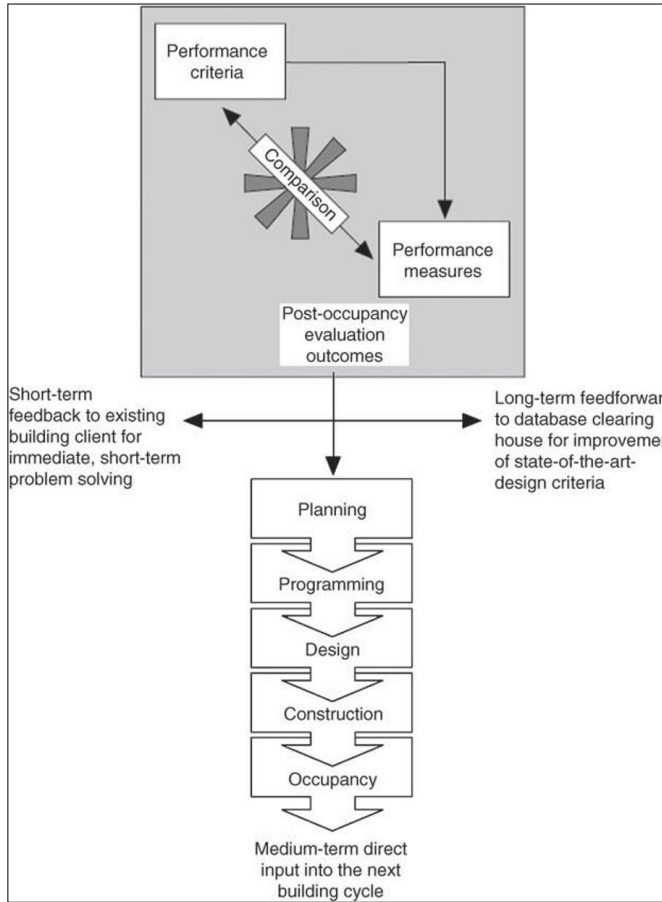 Performance
criteria
Comparison
Performance
measures
Post-occupancy
evaluation
outcomes
Short-term
feedback to existing
building client for
immediate, short-term
problem solving
Long-term feedforwar
to database clearing
house for improveme
of state-of-the-art-
design criteria
Planning
Programming
Design
Construction
Occupancy
Medium-term direct
input into the next
building cycle